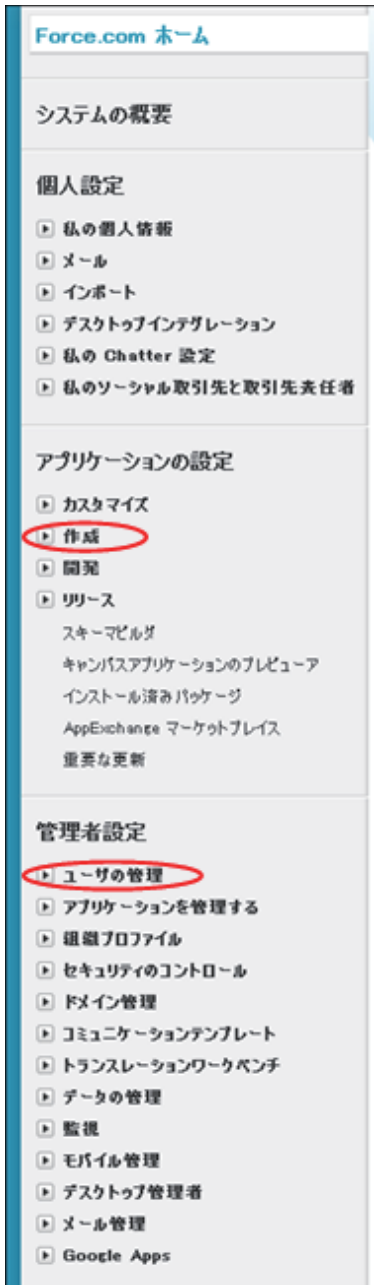 Force.com ホーム
システムの概要
個人設定
私の個人情報
メール
インポート
デスクトップインテグレーション
私の Chatter 設定
私のソーシャル取引先と取引先責任者
アプリケーションの設定
カスタマイズ
作成
開発
リリース
スキーマビルダ
キャンバスアプリケーションのプレビューア
インストール済みパッケージ
AppExchange マーケットプレイス
重要な更新
管理者設定
ユーザの管理
アプリケーションを管理する
組織プロファイル
セキュリティのコントロール
ドメイン管理
コミュニケーションテンプレート
トランスレーションワークベンチ
データの管理
監視
モバイル管理
デスクトップ管理者
メール管理
Google Apps